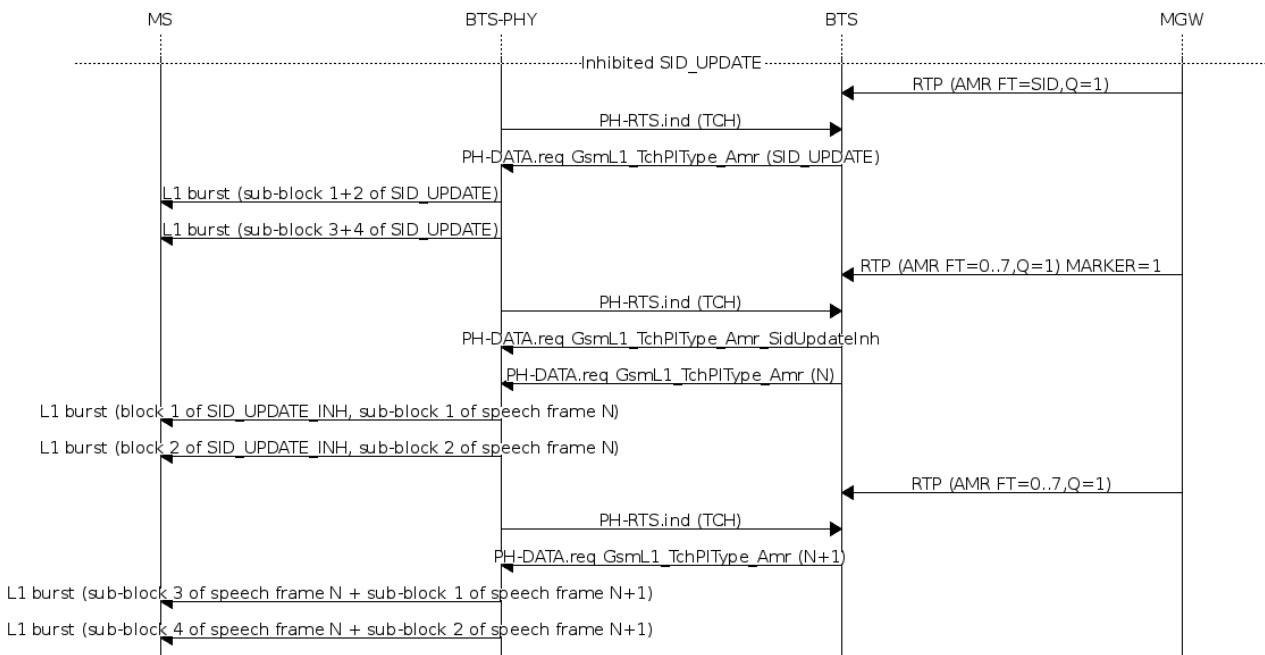 MS BTS-PHY BTS MGW
Inhibited SID_UPDATE
RTP (AMR FT=SID,Q=1)
PH-RTS.ind (TCH)
PH-DATA.req GsmL1_TchPlType_Amr (SID_UPDATE)
L1 burst (sub-block 1+2 of SID_UPDATE)
L1 burst (sub-block 3+4 of SID_UPDATE)
RTP (AMR FT=0..7,Q=1) MARKER=1
PH-RTS.ind (TCH)
PH-DATA.req GsmL1_TchPlType_Amr_SidUpdateInh
PH-DATA.req GsmL1_TchPlType_Amr (N)
L1 burst (block 1 of SID_UPDATE_INH, sub-block 1 of speech frame N)
L1 burst (block 2 of SID_UPDATE_INH, sub-block 2 of speech frame N)
RTP (AMR FT=0..7,Q=1)
PH-RTS.ind (TCH)
PH-DATA.req GsmL1_TchPlType_Amr (N+1)
L1 burst (sub-block 3 of speech frame N + sub-block 1 of speech frame N+1)
L1 burst (sub-block 4 of speech frame N + sub-block 2 of speech frame N+1)